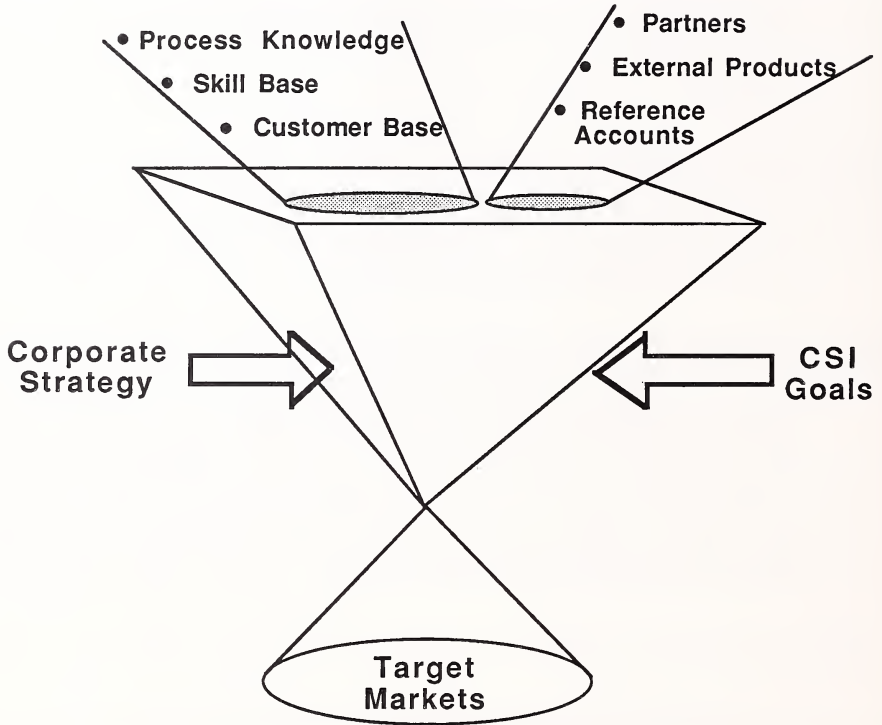 • Process Knowledge
• Skill Base
• Customer Base
• Partners
• External Products
• Reference
Accounts
Corporate
Strategy
CSI
Goals
Target
Markets